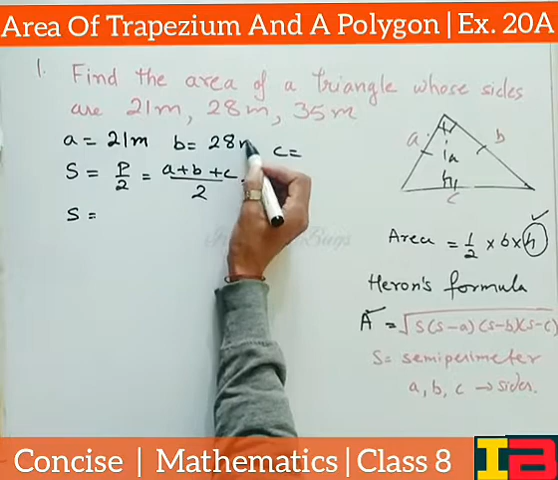 Area Of Trapezium And A Polygon | Ex. 20A
1. Find the area of a triangle whose sides
are 21m, 28m, 35m
a = 21m b = 28m c =
S = P/2 = a+b+c/2
S =
a b
c
Area = 1/2 × b × h
Heron's formula
A = √S(S-a)(S-b)(S-c)
S = semiperimeter
a, b, c → sides.
Concise | Mathematics | Class 8